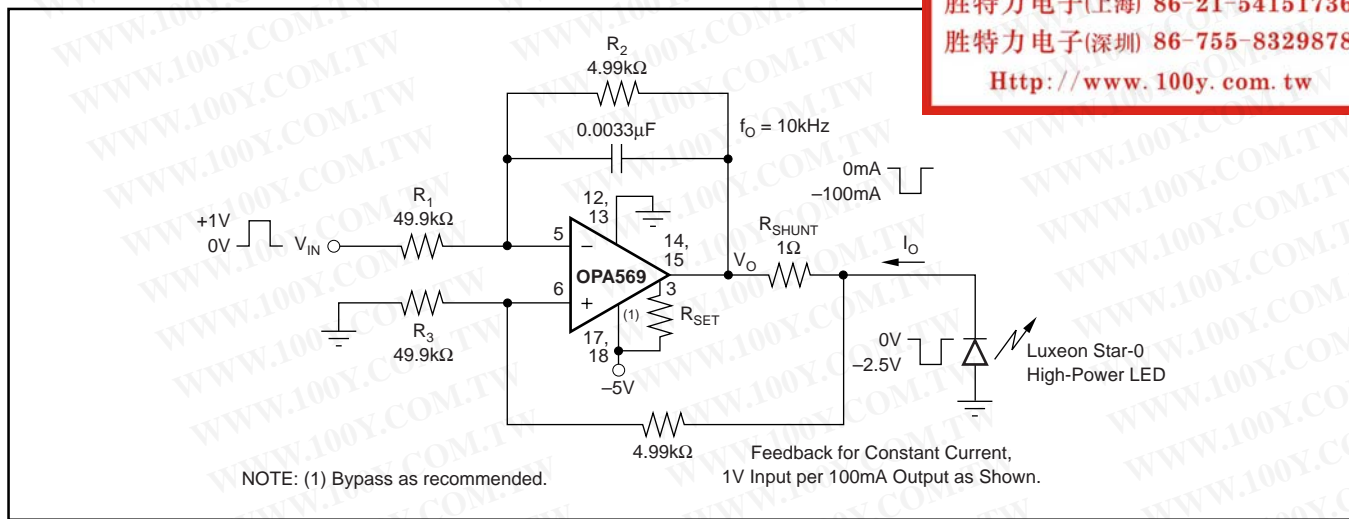 胜特力电子(上海) 86-21-54151736
胜特力电子(深圳) 86-755-8329878
Http://www.100y.com.tw
R2
4.99kΩ
0.0033µF
fO = 10kHz
0mA
–100mA
R1
49.9kΩ
12,
13
+1V
0V
VIN
5
–
14,
15
RSHUNT
1Ω
IO
VO
OPA569
6
+
3
(1)
RSET
R3
49.9kΩ
17,
18
–5V
0V
–2.5V
Luxeon Star-0
High-Power LED
4.99kΩ
Feedback for Constant Current,
1V Input per 100mA Output as Shown.
NOTE: (1) Bypass as recommended.
WWW.100Y.COM.TW